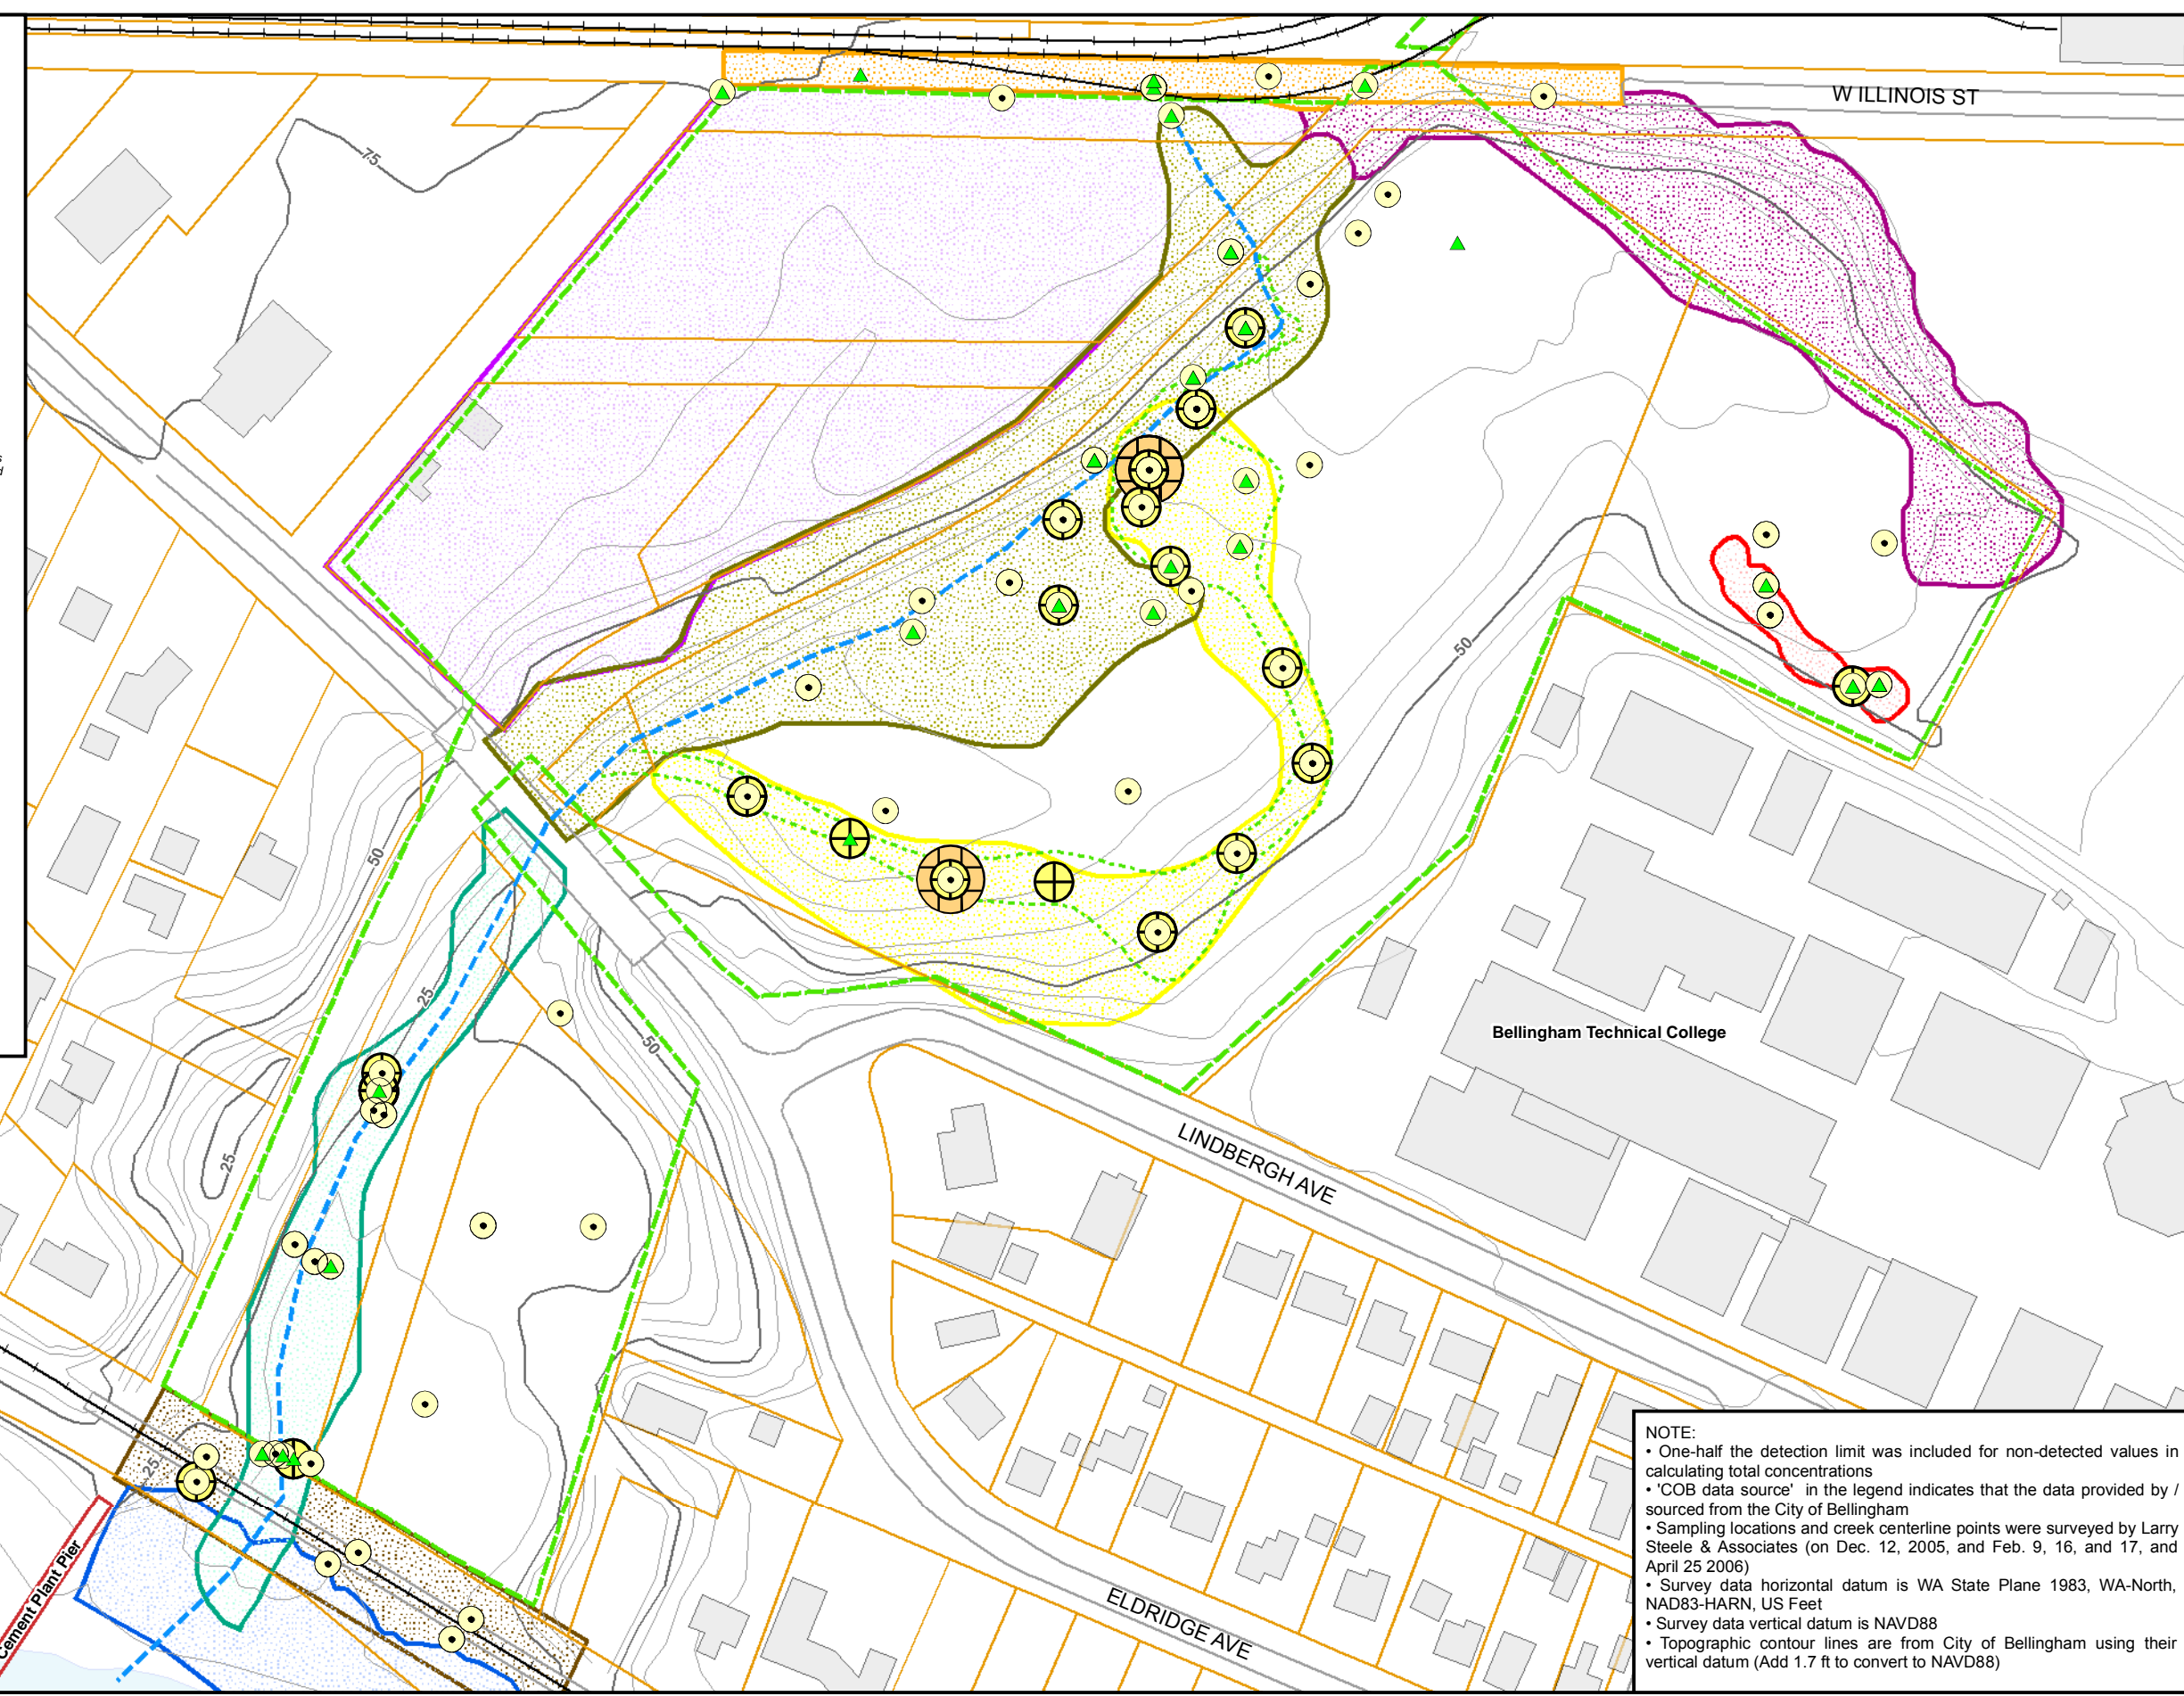 W ILLINOIS ST
75
s
d
50
50
25
Bellingham Technical College
50
25
LINDBERGH AVE
25
Cement Plant Pier
ELDRIDGE AVE
NOTE:
• One-half the detection limit was included for non-detected values in
calculating total concentrations
• 'COB data source' in the legend indicates that the data provided by /
sourced from the City of Bellingham
• Sampling locations and creek centerline points were surveyed by Larry
Steele & Associates (on Dec. 12, 2005, and Feb. 9, 16, and 17, and
April 25 2006)
• Survey data horizontal datum is WA State Plane 1983, WA-North,
NAD83-HARN, US Feet
• Survey data vertical datum is NAVD88
• Topographic contour lines are from City of Bellingham using their
vertical datum (Add 1.7 ft to convert to NAVD88)